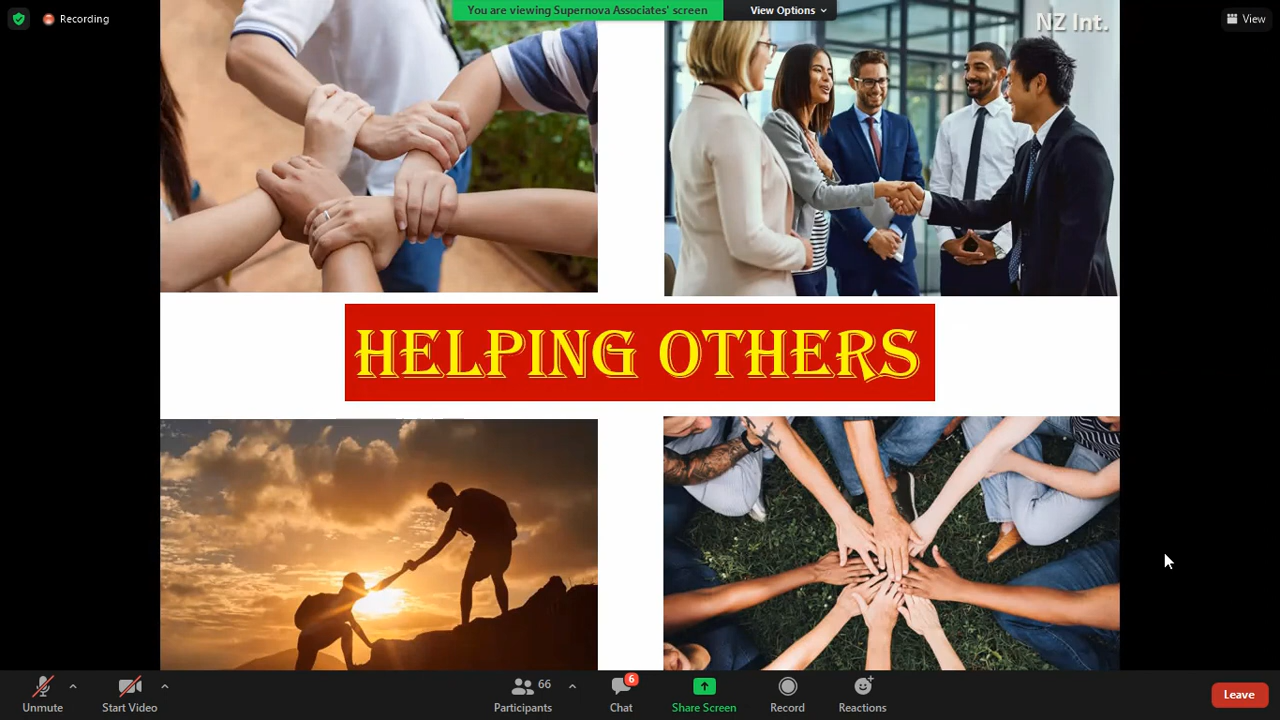 You are viewing Supernova Associates' screen
View Options
Recording
NZ Int.
View
HELPING OTHERS
Unmute
Start Video
66
Participants
6
Chat
Share Screen
Record
Reactions
Leave